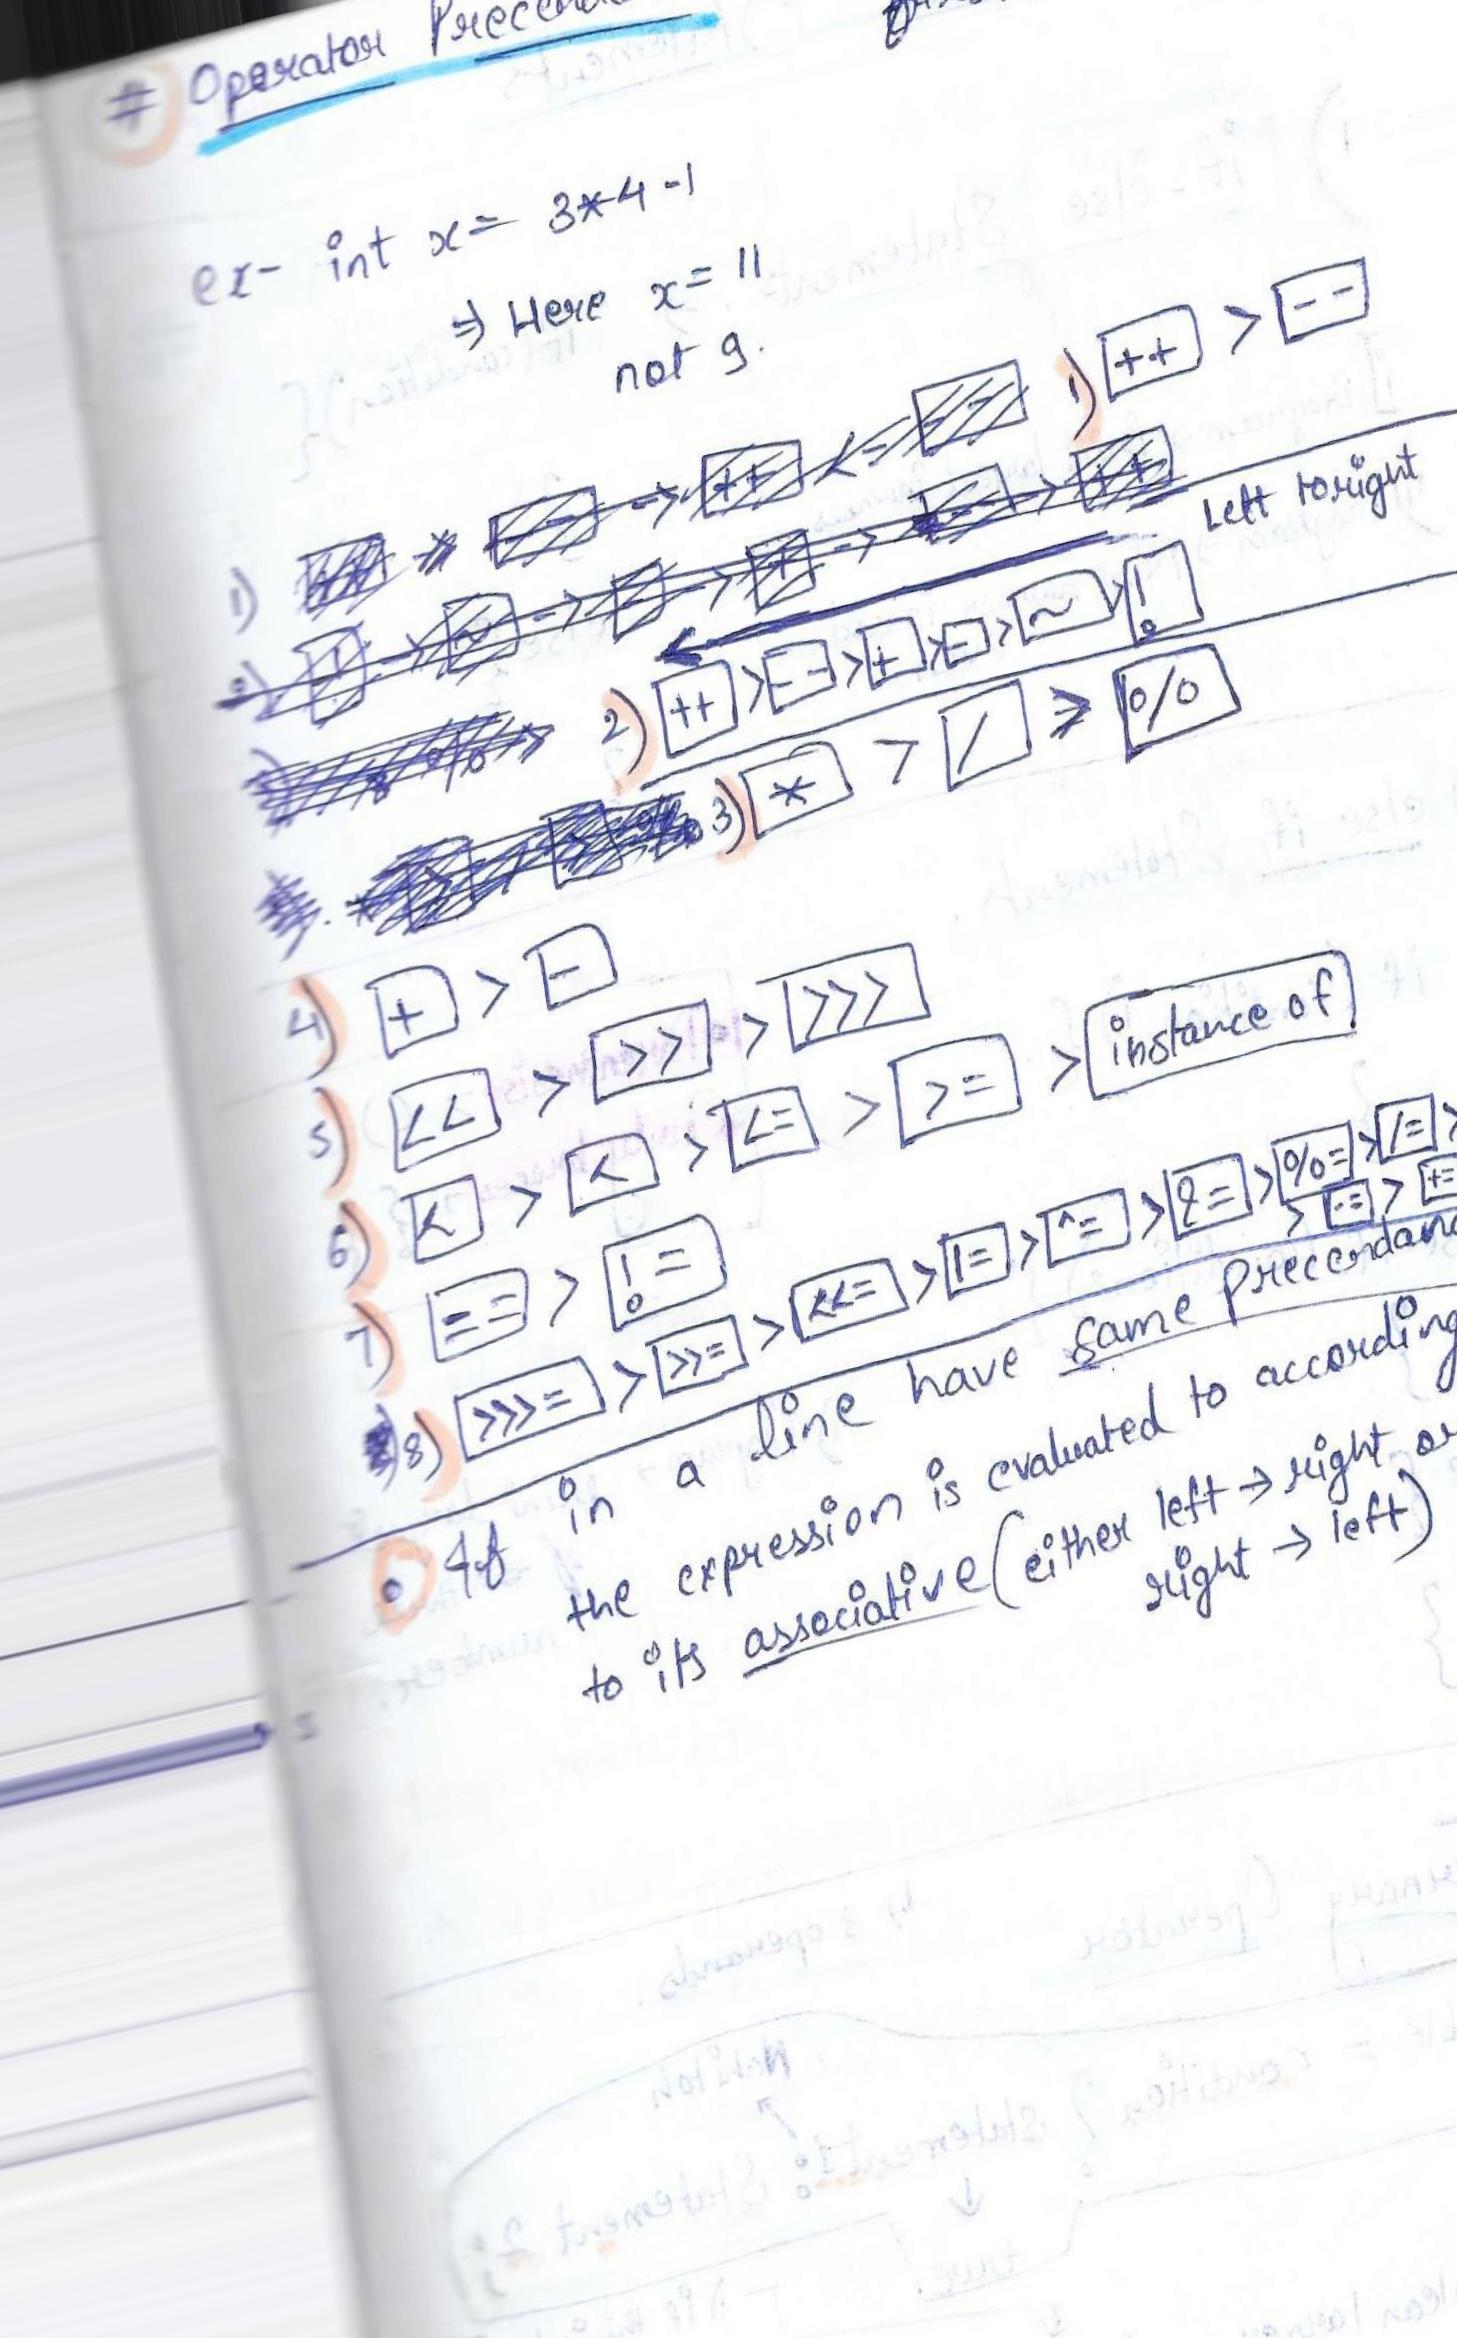 # Operator
ex- int x = 3*4-1
⇒ Here x = 11
not 9.
1) ++ > --
Left to right
2) ++ > -- > + > - > ~ > !
3) * > / > %
4) + > -
5) << > >> > >>>
6) < > < > <= > >= > instance of
7) == > !=
8) >>>= > >>= > <<= > |= > ^= > &= > %= > /= >
> -= > +=
• If in a line have same
the expression is evaluated to according
to its associative (either left → right or
right → left)